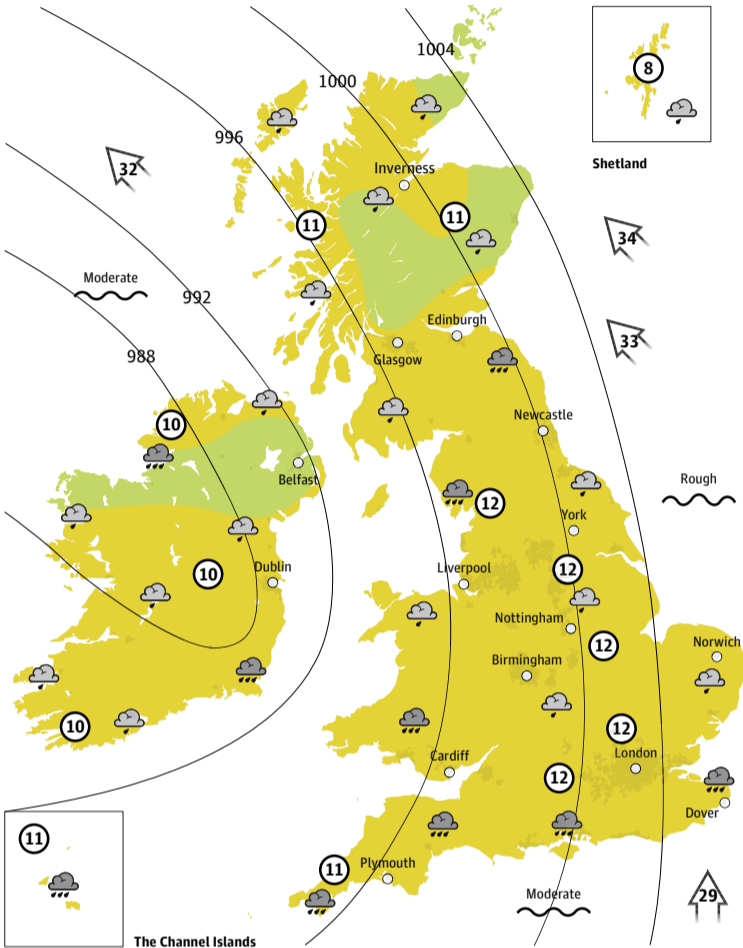 1004
1000
8
996
Shetland
32
Inverness
11
11
34
Moderate
992
Edinburgh
33
988
Glasgow
10
Newcastle
Belfast
Rough
12
York
10
Dublin
Liverpool
12
Nottingham
12
Norwich
Birmingham
10
12
London
Cardiff
12
Dover
11
11
Plymouth
Moderate
29
The Channel Islands